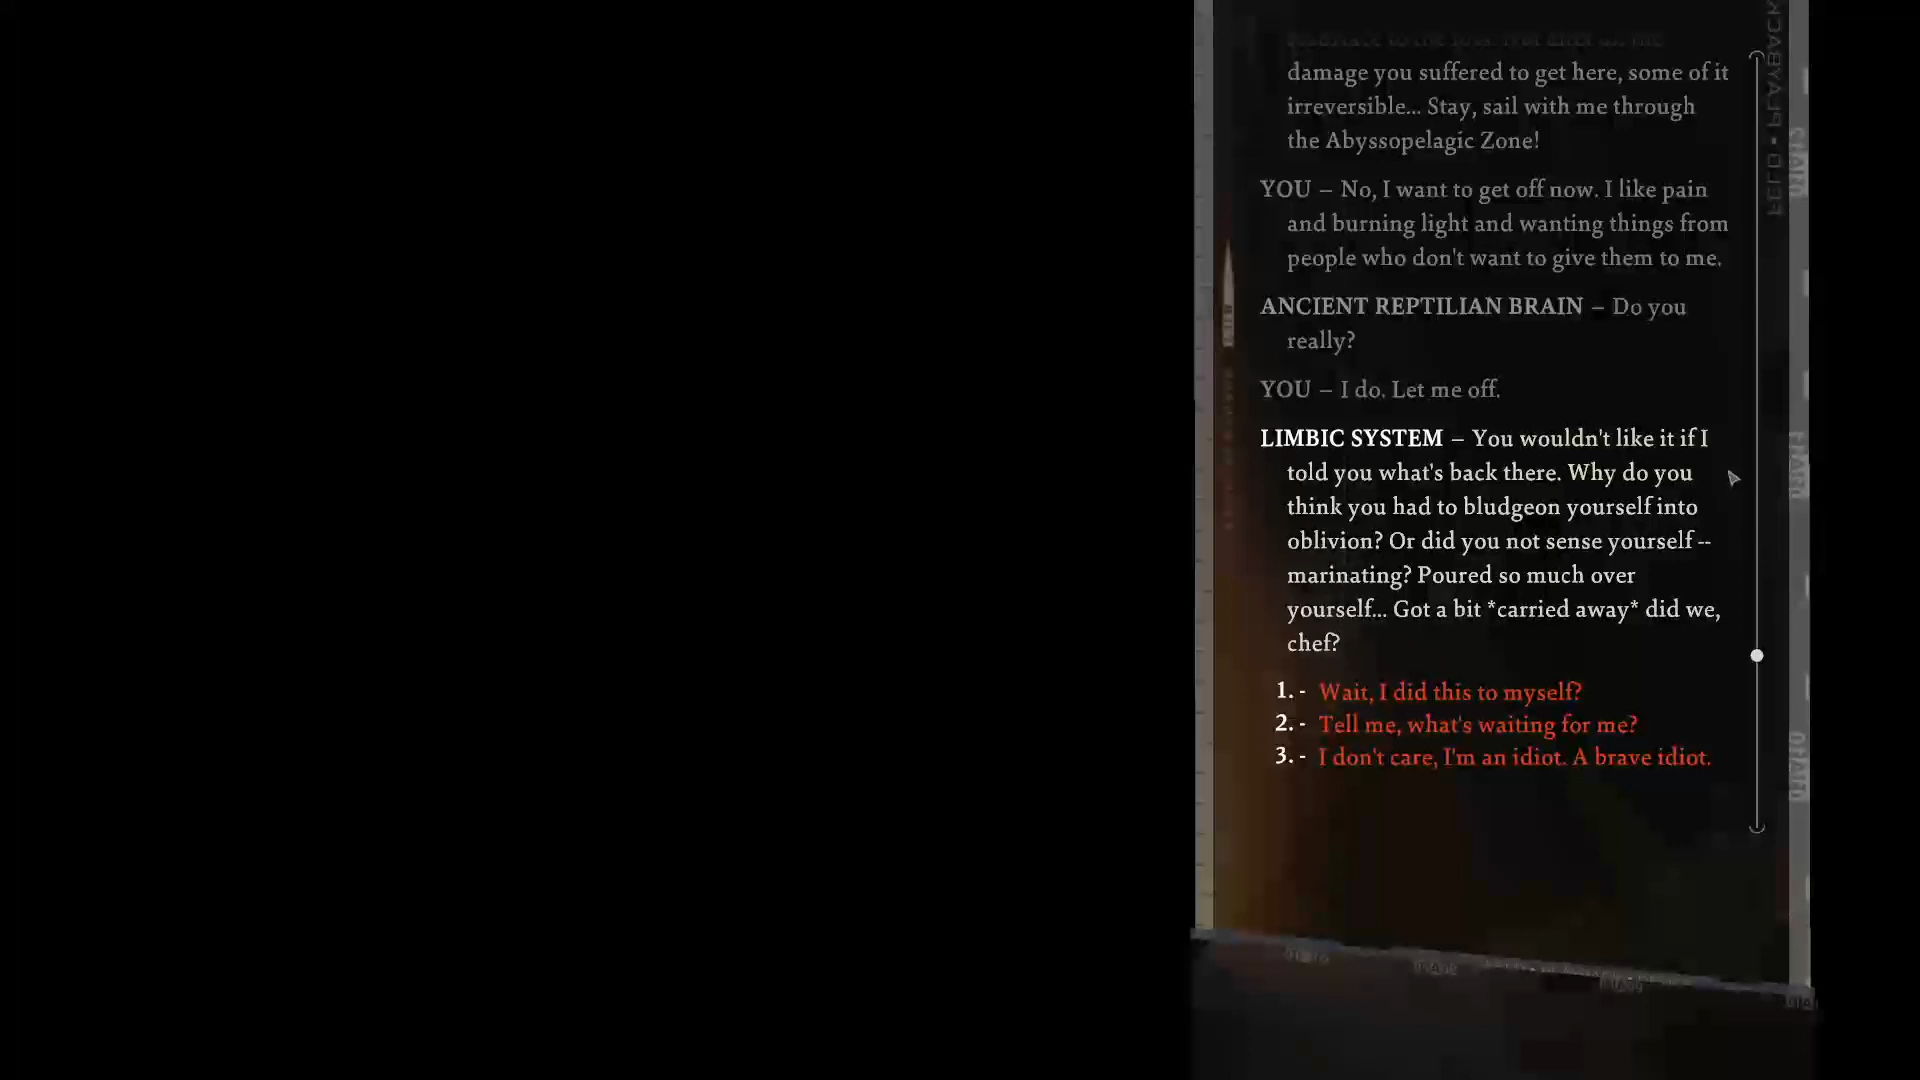 damage you suffered to get here, some of it
irreversible... Stay, sail with me through
the Abyssopelagic Zone!
YOU – No, I want to get off now. I like pain
and burning light and wanting things from
people who don't want to give them to me.
ANCIENT REPTILIAN BRAIN – Do you
really?
YOU – I do. Let me off.
LIMBIC SYSTEM – You wouldn't like it if I
told you what's back there. Why do you
think you had to bludgeon yourself into
oblivion? Or did you not sense yourself --
marinating? Poured so much over
yourself... Got a bit *carried away* did we,
chef?
1. - Wait, I did this to myself?
2. - Tell me, what's waiting for me?
3. - I don't care, I'm an idiot. A brave idiot.